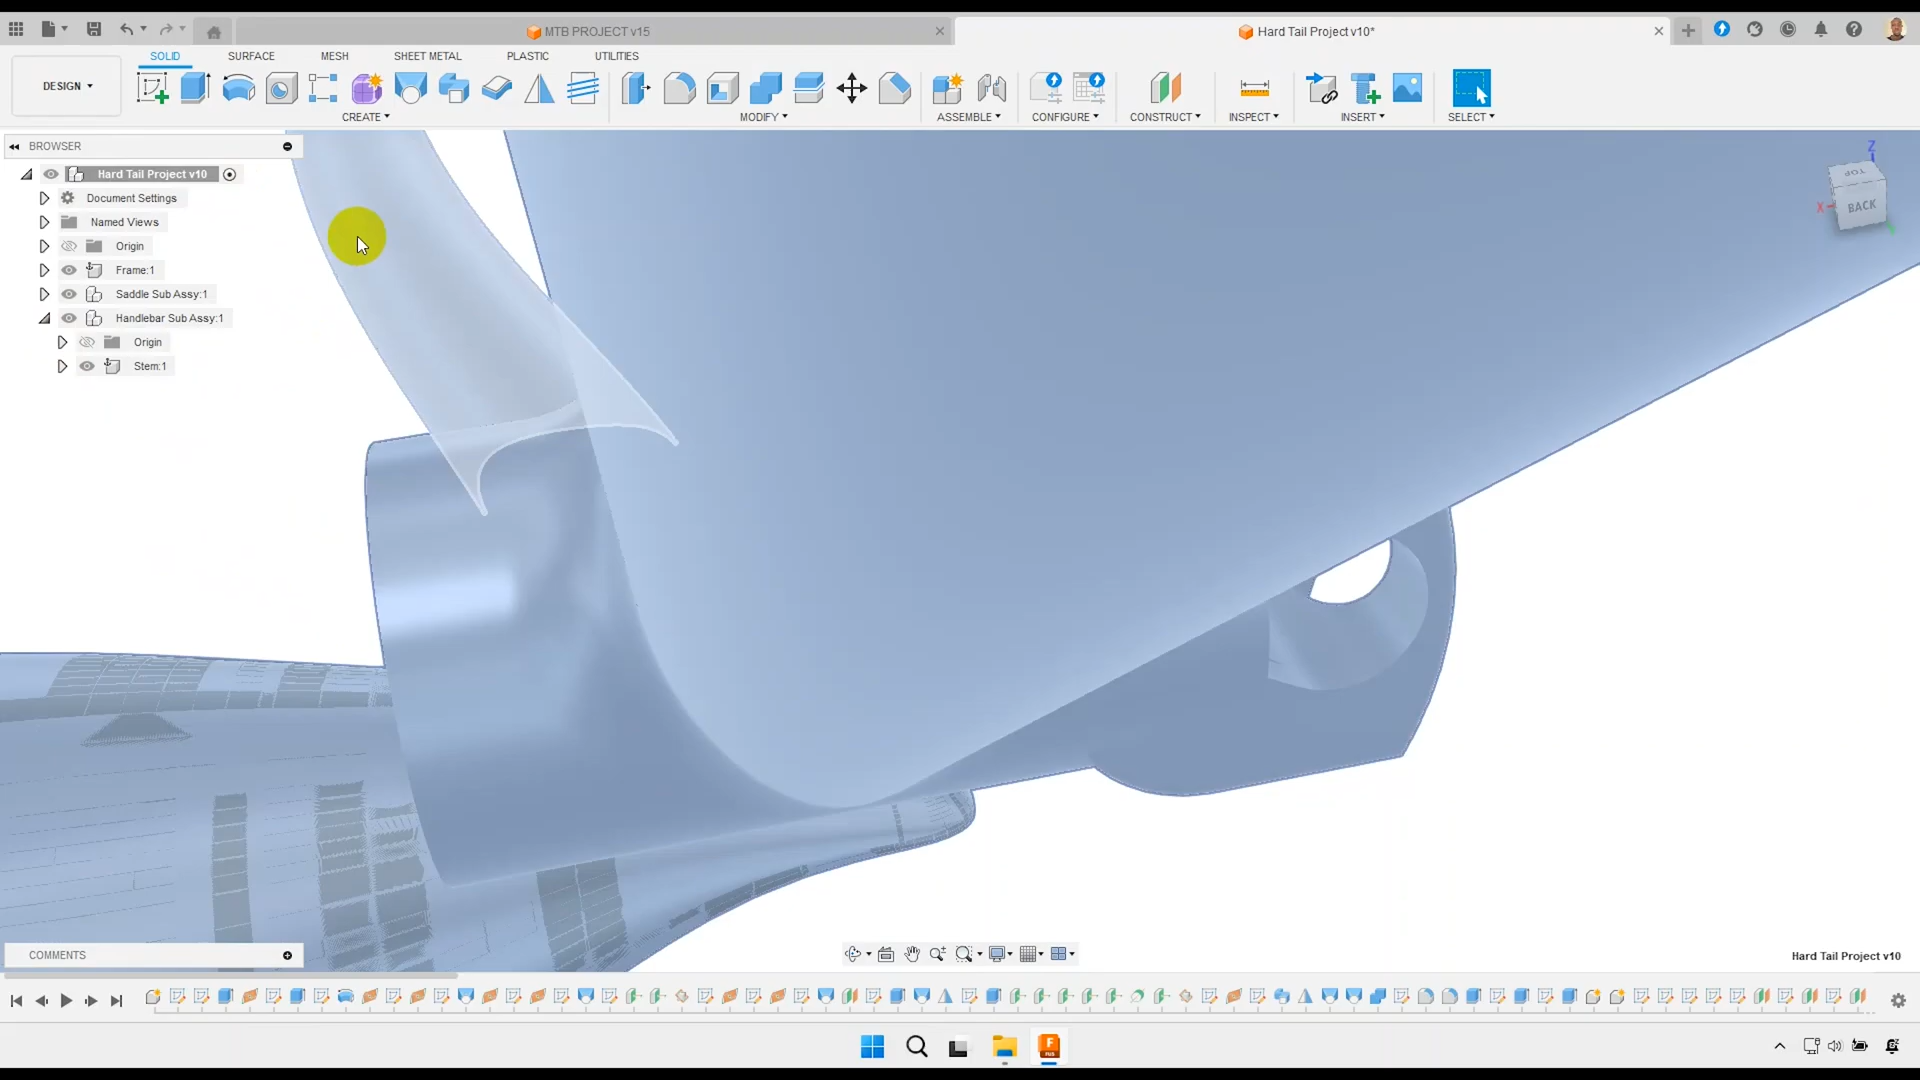 MTB PROJECT v15
Hard Tail Project v10*
DESIGN
SOLID
SURFACE
MESH
SHEET METAL
PLASTIC
UTILITIES
CREATE
MODIFY
ASSEMBLE
CONFIGURE
CONSTRUCT
INSPECT
INSERT
SELECT
BROWSER
Hard Tail Project v10
Document Settings
Named Views
Origin
Frame:1
Saddle Sub Assy:1
Handlebar Sub Assy:1
Origin
Stem:1
Z
TOP
X
BACK
COMMENTS
Hard Tail Project v10
F